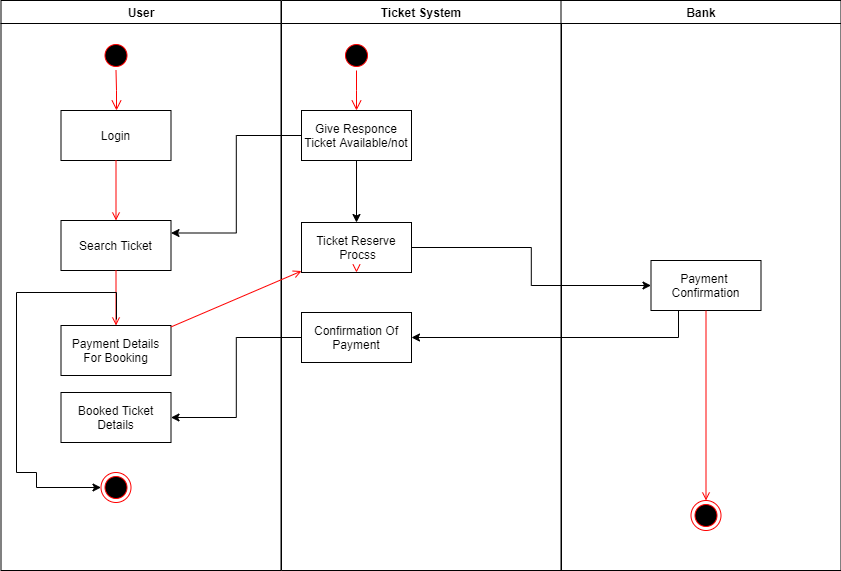 User
Ticket System
Bank
Login
Give Responce
Ticket Available/not
Search Ticket
Ticket Reserve
Procss
Payment
Confirmation
Payment Details
For Booking
Confirmation Of
Payment
Booked Ticket
Details